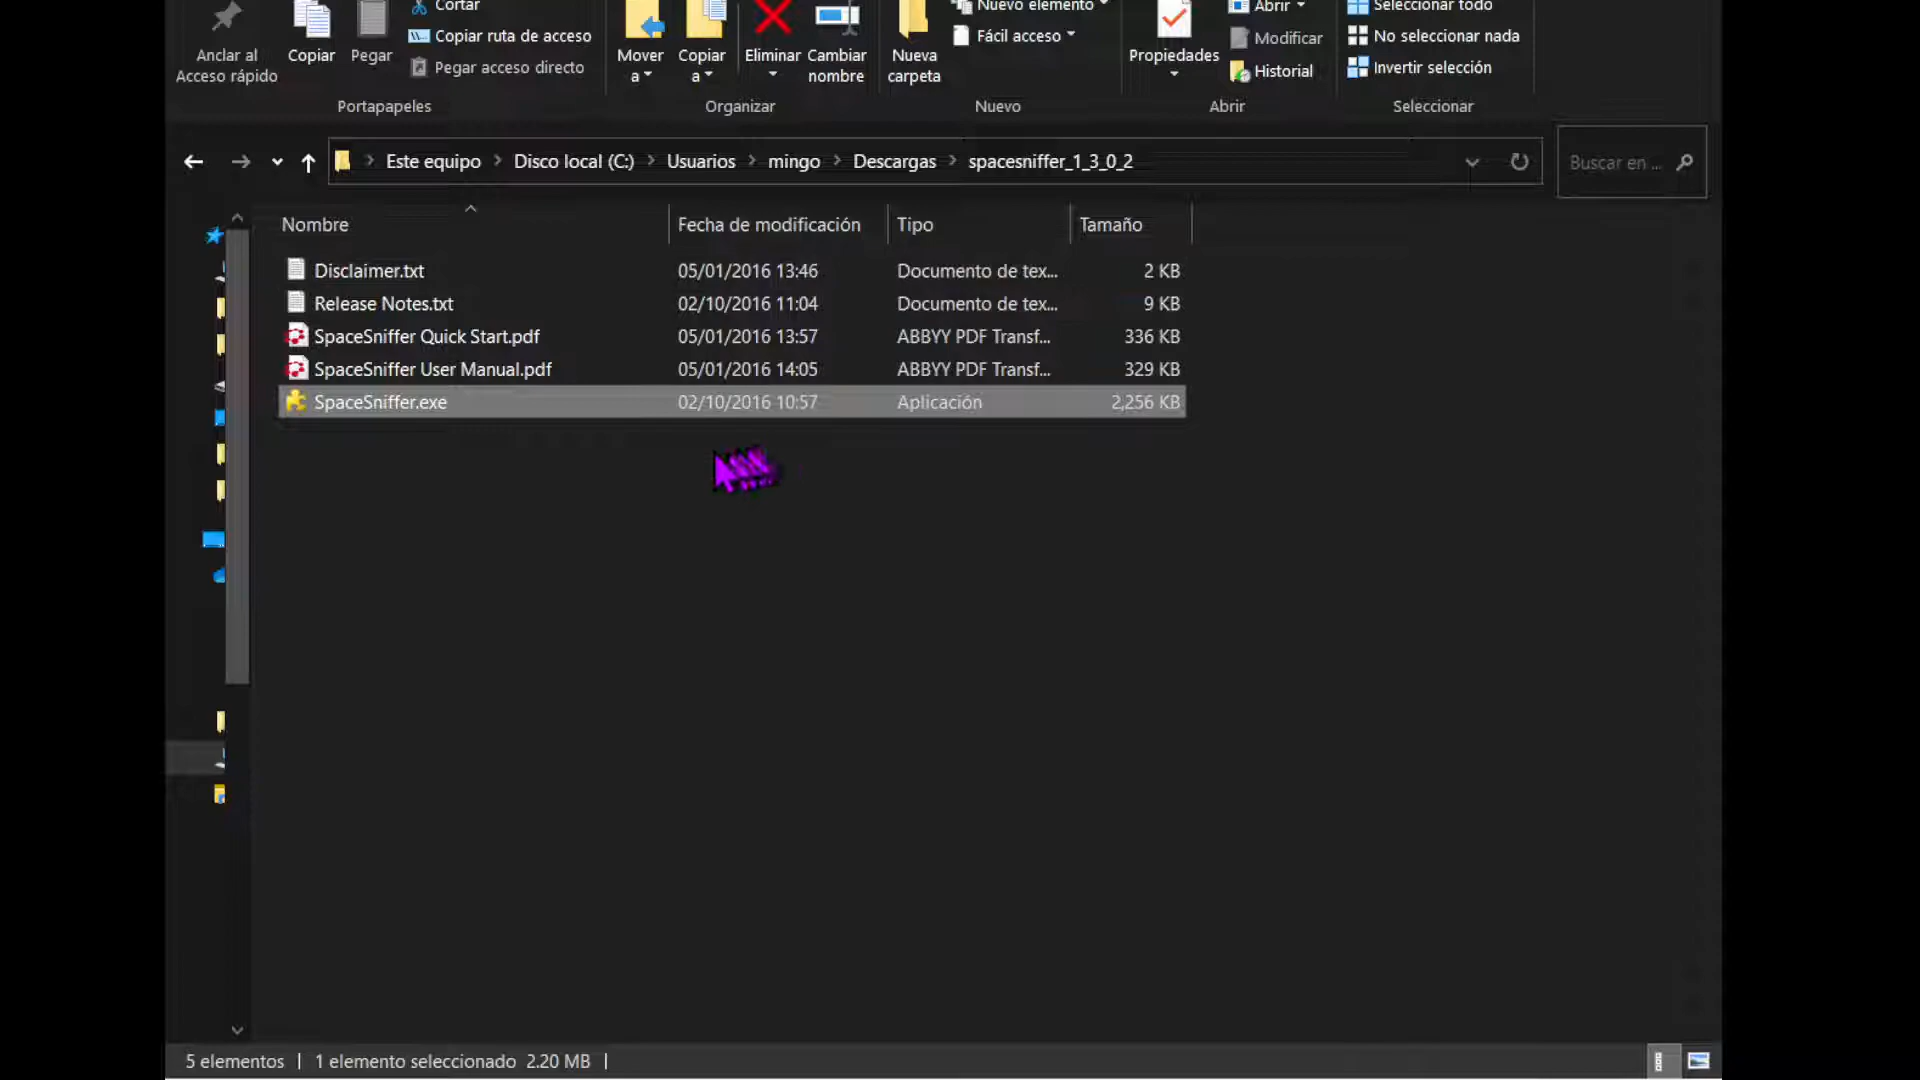 Cortar
Nuevo elemento
Abrir
Seleccionar todo
Copiar ruta de acceso
Fácil acceso
Modificar
No seleccionar nada
Anclar al
Acceso rápido
Copiar
Pegar
Pegar acceso directo
Mover
a
Copiar
a
Eliminar
Cambiar
nombre
Nueva
carpeta
Propiedades
Historial
Invertir selección
Portapapeles
Organizar
Nuevo
Abrir
Seleccionar
Este equipo > Disco local (C:) > Usuarios > mingo > Descargas > spacesniffer_1_3_0_2
Buscar en ...
Nombre Fecha de modificación Tipo Tamaño
Disclaimer.txt 05/01/2016 13:46 Documento de tex... 2 KB
Release Notes.txt 02/10/2016 11:04 Documento de tex... 9 KB
SpaceSniffer Quick Start.pdf 05/01/2016 13:57 ABBYY PDF Transf... 336 KB
SpaceSniffer User Manual.pdf 05/01/2016 14:05 ABBYY PDF Transf... 329 KB
SpaceSniffer.exe 02/10/2016 10:57 Aplicación 2,256 KB
5 elementos | 1 elemento seleccionado 2.20 MB |